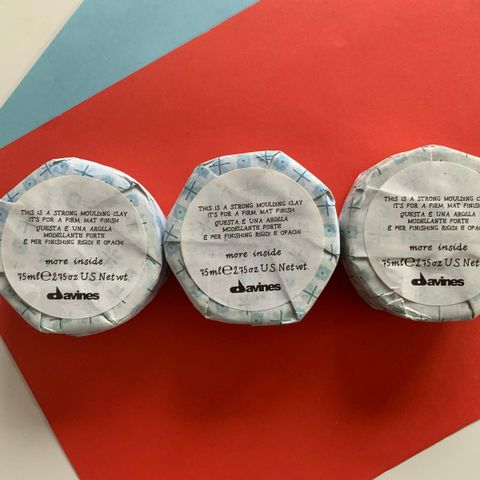 THIS IS A STRONG MOULDING CLAY
IT'S FOR A FIRM, MAT FINISH
QUESTA È UNA ARGILLA
MODELLANTE FORTE
È PER FINISHING RIGIDI E OPACHI
more inside
75ml℮2.75oz U.S. Net wt.
davines
THIS IS A STRONG MOULDING CLAY
IT'S FOR A FIRM, MAT FINISH
QUESTA È UNA ARGILLA
MODELLANTE FORTE
È PER FINISHING RIGIDI E OPACHI
more inside
75ml℮2.75oz U.S. Net wt.
davines
THIS IS A STRONG MOULDING CLAY
IT'S FOR A FIRM, MAT FINISH
QUESTA È UNA ARGILLA
MODELLANTE FORTE
È PER FINISHING RIGIDI E OPACHI
more inside
75ml℮2.75oz U.S. Net
davines